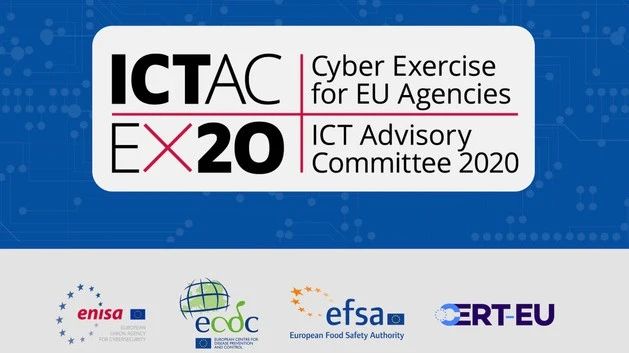 ICTAC
EX20
Cyber Exercise
for EU Agencies
ICT Advisory
Committee 2020
enisa
EUROPEAN
UNION AGENCY
FOR CYBERSECURITY
ecdc
EUROPEAN CENTRE FOR
DISEASE PREVENTION
AND CONTROL
efsa
European Food Safety Authority
CERT-EU